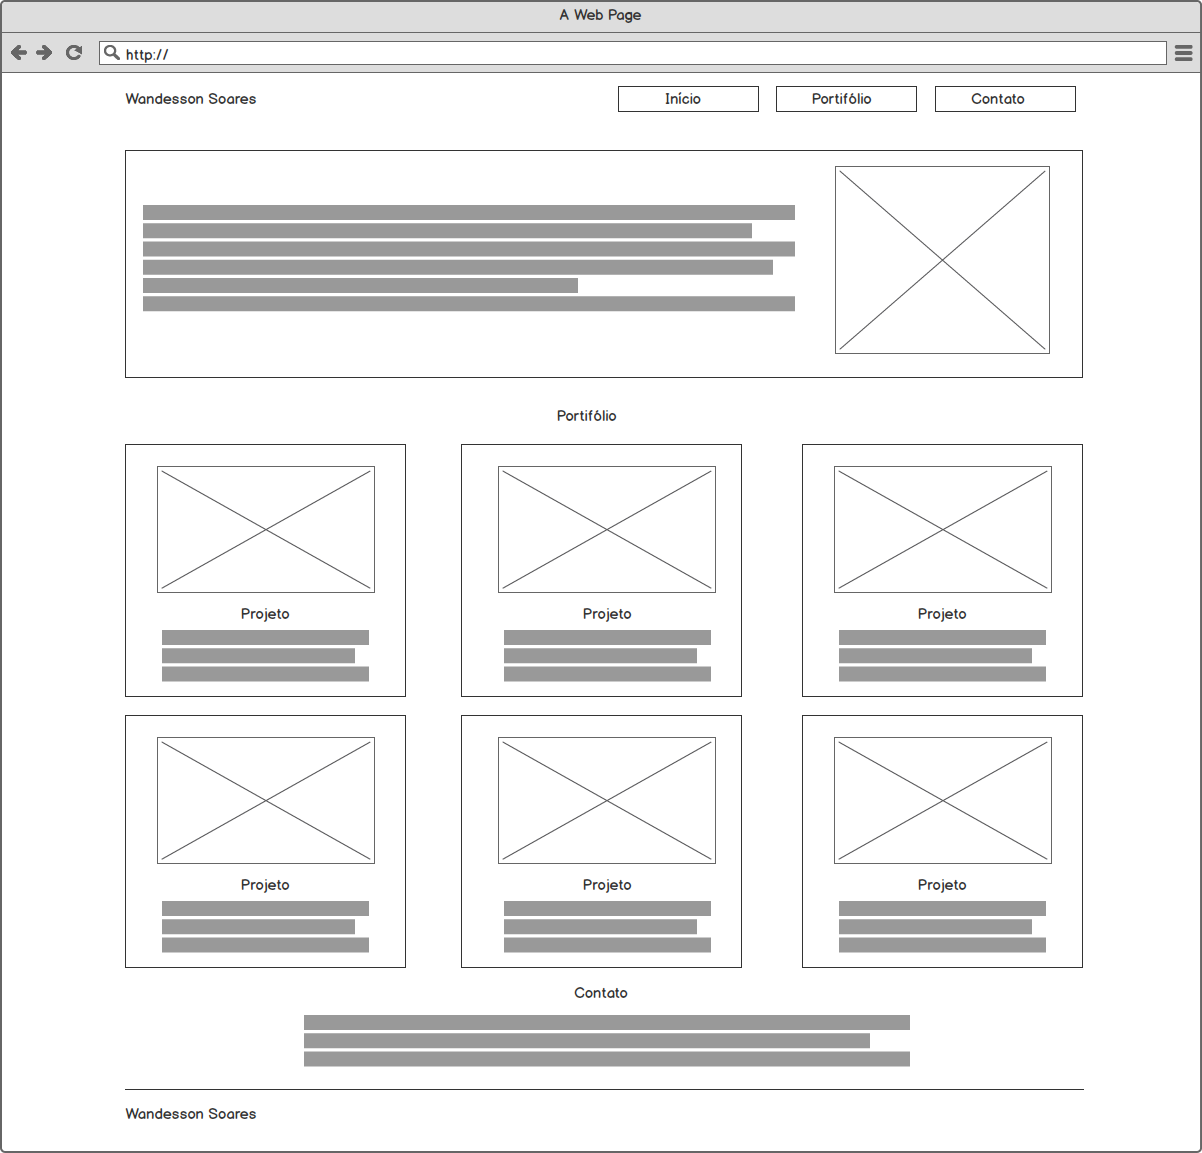 A Web Page
http://
Wandesson Soares
Início
Portifólio
Contato
Portifólio
Projeto
Projeto
Projeto
Projeto
Projeto
Projeto
Contato
Wandesson Soares